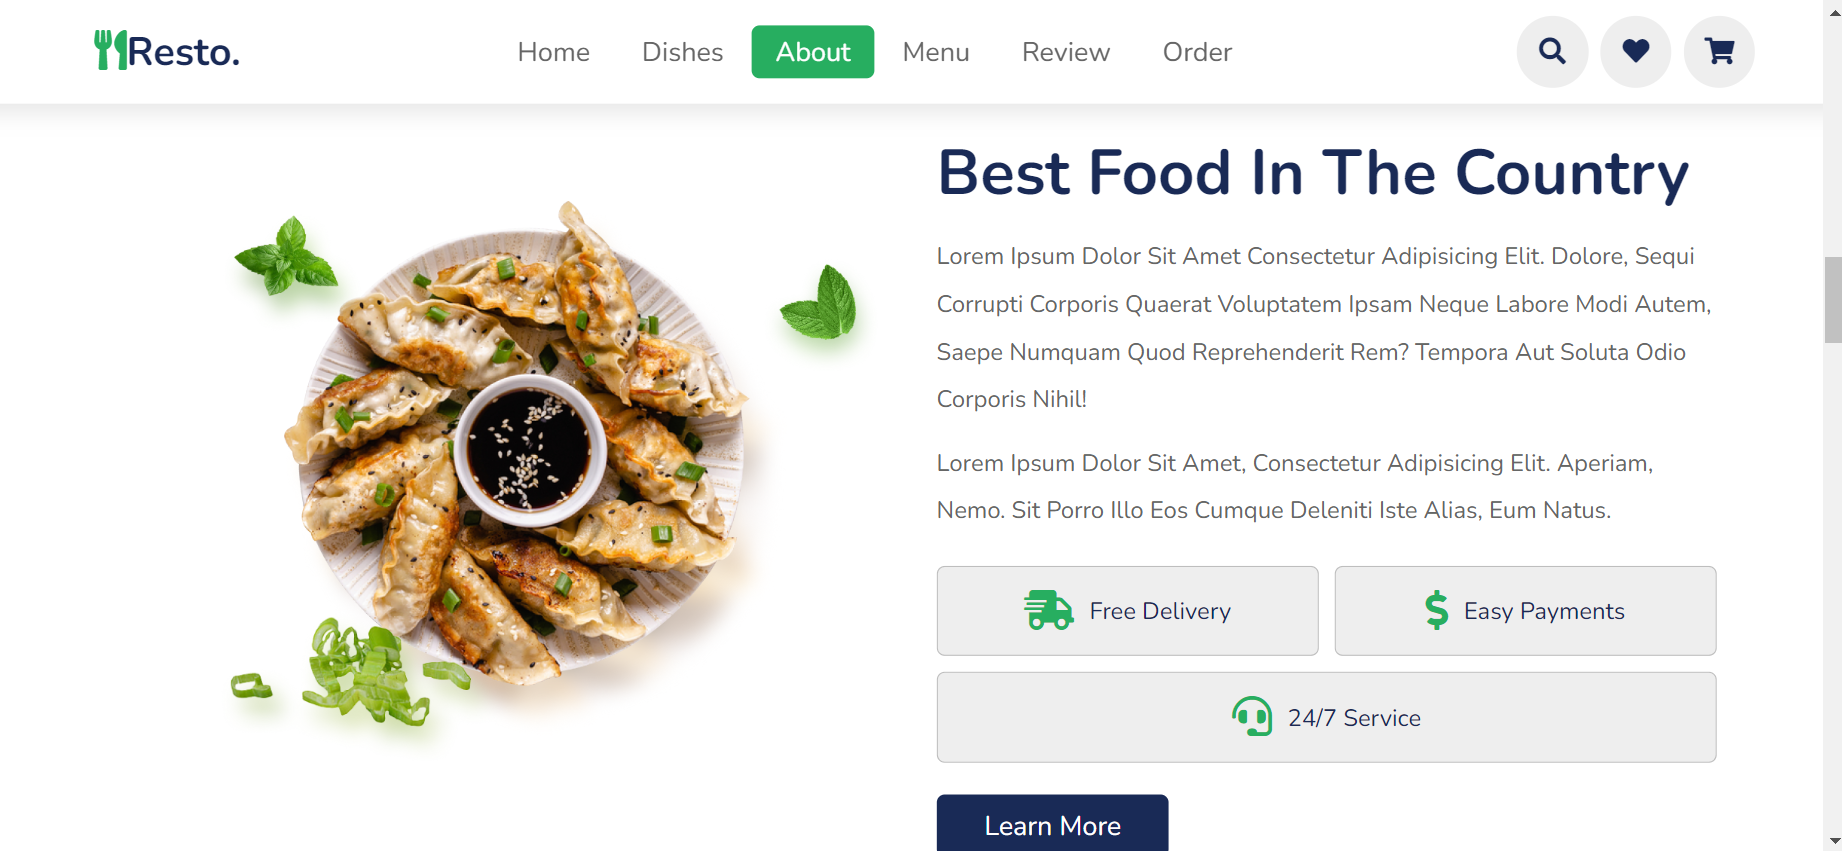 Resto.
Home Dishes About Menu Review Order
Best Food In The Country
Lorem Ipsum Dolor Sit Amet Consectetur Adipisicing Elit. Dolore, Sequi
Corrupti Corporis Quaerat Voluptatem Ipsam Neque Labore Modi Autem,
Saepe Numquam Quod Reprehenderit Rem? Tempora Aut Soluta Odio
Corporis Nihil!
Lorem Ipsum Dolor Sit Amet, Consectetur Adipisicing Elit. Aperiam,
Nemo. Sit Porro Illo Eos Cumque Deleniti Iste Alias, Eum Natus.
Free Delivery
Easy Payments
24/7 Service
Learn More